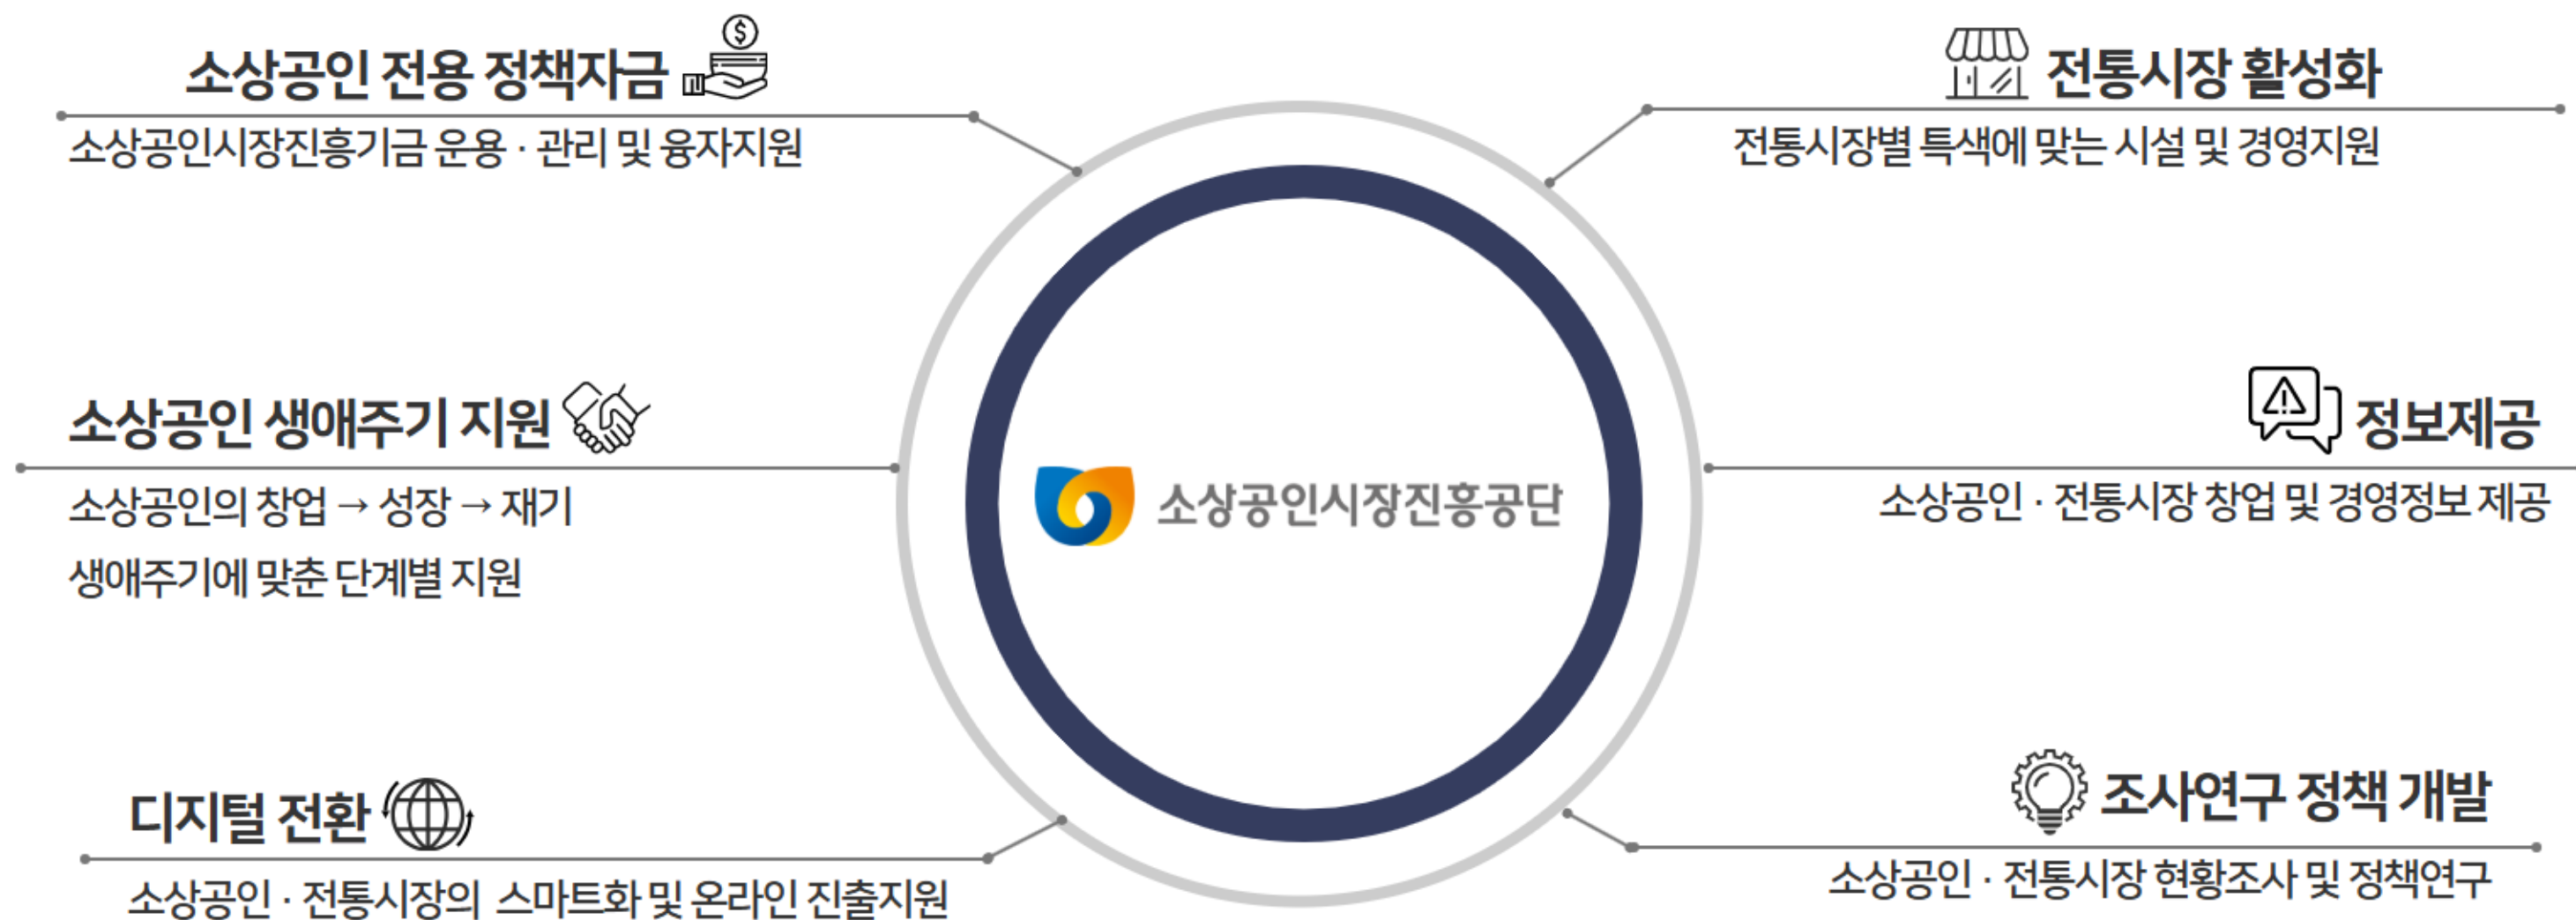 소상공인 전용 정책자금
소상공인시장진흥기금 운용 · 관리 및 융자지원
소상공인 생애주기 지원
소상공인의 창업 → 성장 → 재기
생애주기에 맞춘 단계별 지원
디지털 전환
소상공인 · 전통시장의 스마트화 및 온라인 진출지원
소상공인시장진흥공단
전통시장 활성화
전통시장별 특색에 맞는 시설 및 경영지원
정보제공
소상공인 · 전통시장 창업 및 경영정보 제공
조사연구 정책 개발
소상공인 · 전통시장 현황조사 및 정책연구